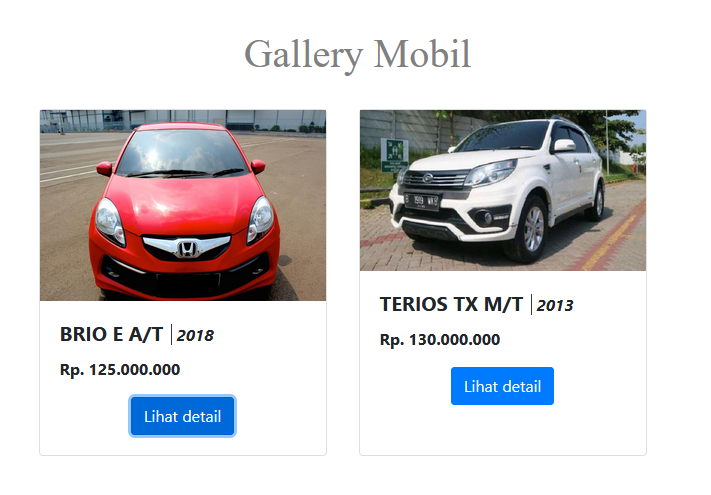 Gallery Mobil
BRIO E A/T | 2018
Rp. 125.000.000
Lihat detail
TERIOS TX M/T | 2013
Rp. 130.000.000
Lihat detail